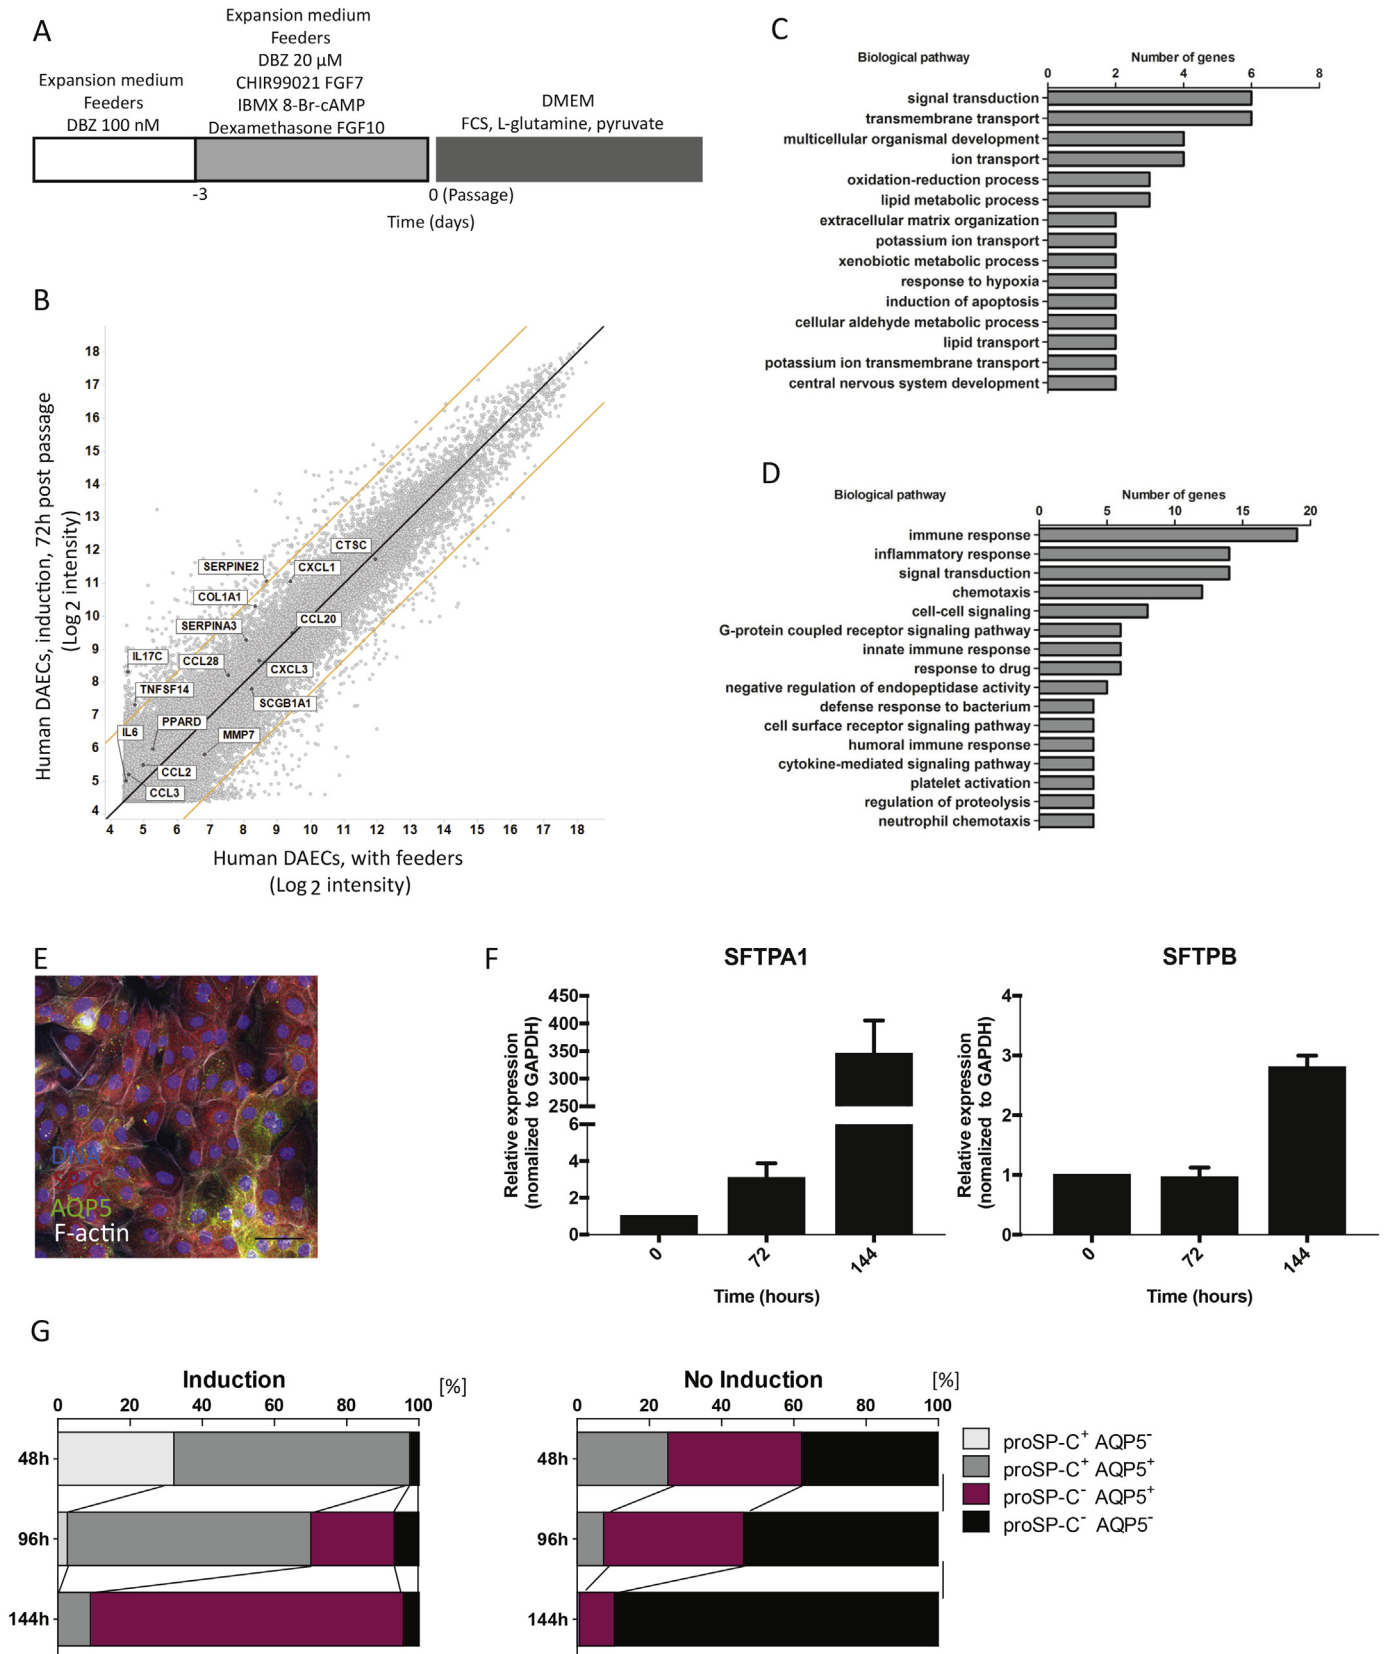 A
Expansion medium
Feeders
DBZ 100 nM
Expansion medium
Feeders
DBZ 20 µM
CHIR99021 FGF7
IBMX 8-Br-cAMP
Dexamethasone FGF10
DMEM
FCS, L-glutamine, pyruvate
-3
0 (Passage)
Time (days)
B
Human DAECs, induction, 72h post passage
(Log 2 intensity)
18
17
16
15
14
13
12
11
10
9
8
7
6
5
4
CTSC
SERPINE2
CXCL1
COL1A1
CCL20
SERPINA3
IL17C
CCL28
CXCL3
TNFSF14
SCGB1A1
PPARD
IL6
MMP7
CCL2
CCL3
4 5 6 7 8 9 10 11 12 13 14 15 16 17 18
Human DAECs, with feeders
(Log 2 intensity)
C
Biological pathway
Number of genes
0 2 4 6 8
signal transduction
transmembrane transport
multicellular organismal development
ion transport
oxidation-reduction process
lipid metabolic process
extracellular matrix organization
potassium ion transport
xenobiotic metabolic process
response to hypoxia
induction of apoptosis
cellular aldehyde metabolic process
lipid transport
potassium ion transmembrane transport
central nervous system development
D
Biological pathway
Number of genes
0 5 10 15 20
immune response
inflammatory response
signal transduction
chemotaxis
cell-cell signaling
G-protein coupled receptor signaling pathway
innate immune response
response to drug
negative regulation of endopeptidase activity
defense response to bacterium
cell surface receptor signaling pathway
humoral immune response
cytokine-mediated signaling pathway
platelet activation
regulation of proteolysis
neutrophil chemotaxis
E
DNA
AQP5
F-actin
F
SFTPA1
Relative expression
(nomalized to GAPDH)
450
400
350
300
250
6
4
2
0
0 72 144
Time (hours)
SFTPB
Relative expression
(nomalized to GAPDH)
4
3
2
1
0
0 72 144
Time (hours)
G
Induction
[%]
0 20 40 60 80 100
48h
96h
144h
No Induction
[%]
0 20 40 60 80 100
48h
96h
144h
proSP-C+ AQP5-
proSP-C+ AQP5+
proSP-C- AQP5+
proSP-C- AQP5-